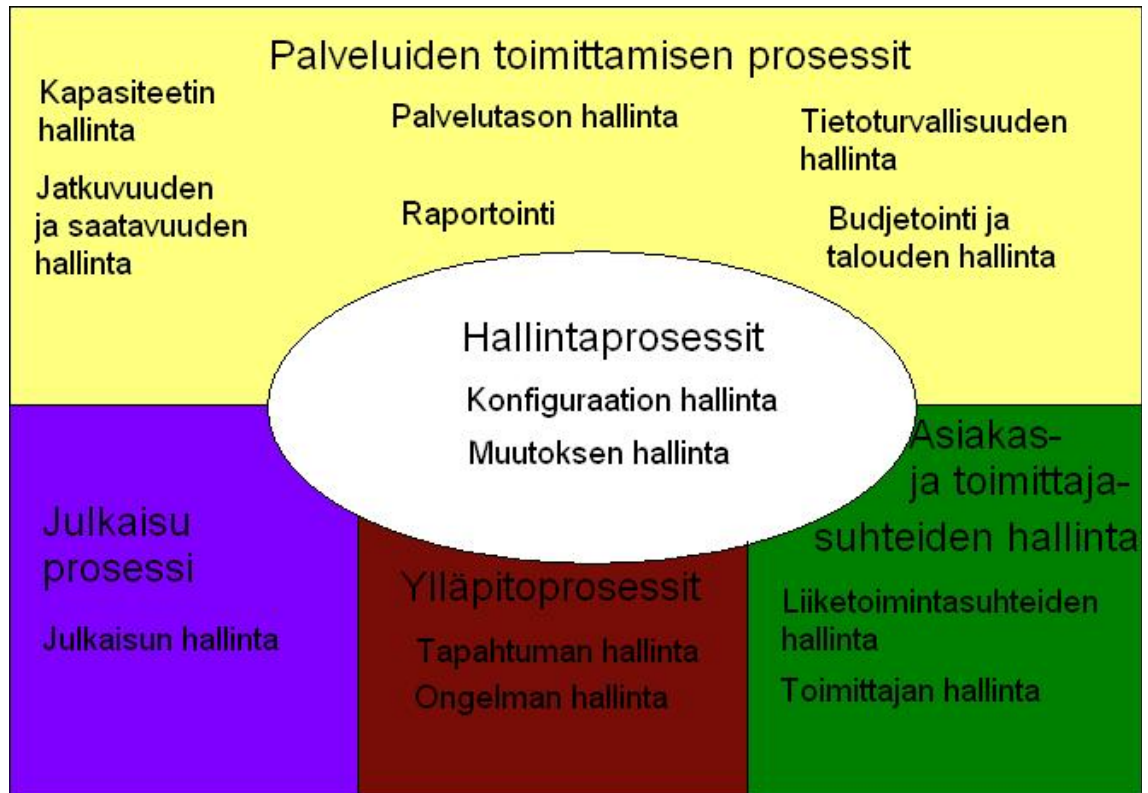 Palveluiden toimittamisen prosessit
Kapasiteetin
hallinta
Jatkuvuuden
ja saatavuuden
hallinta
Palvelutason hallinta
Raportointi
Tietoturvallisuuden
hallinta
Budjetointi ja
talouden hallinta
Hallintaprosessit
Konfiguraation hallinta
Muutoksen hallinta
Julkaisu
prosessi
Julkaisun hallinta
Ylläpitoprosessit
Tapahtuman hallinta
Ongelman hallinta
Asiakas-
ja toimittaja-
suhteiden hallinta
Liiketoimintasuhteiden
hallinta
Toimittajan hallinta